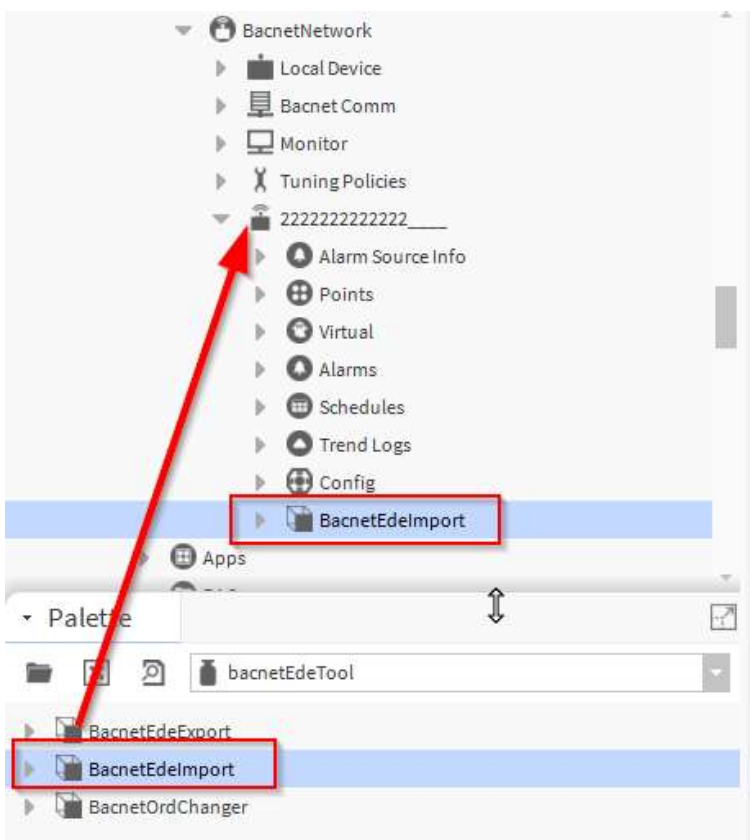 BacnetNetwork
Local Device
Bacnet Comm
Monitor
Tuning Policies
2222222222222____
Alarm Source Info
Points
Virtual
Alarms
Schedules
Trend Logs
Config
BacnetEdeImport
Apps
Palette
bacnetEdeTool
BacnetEdeExport
BacnetEdeImport
BacnetOrdChanger